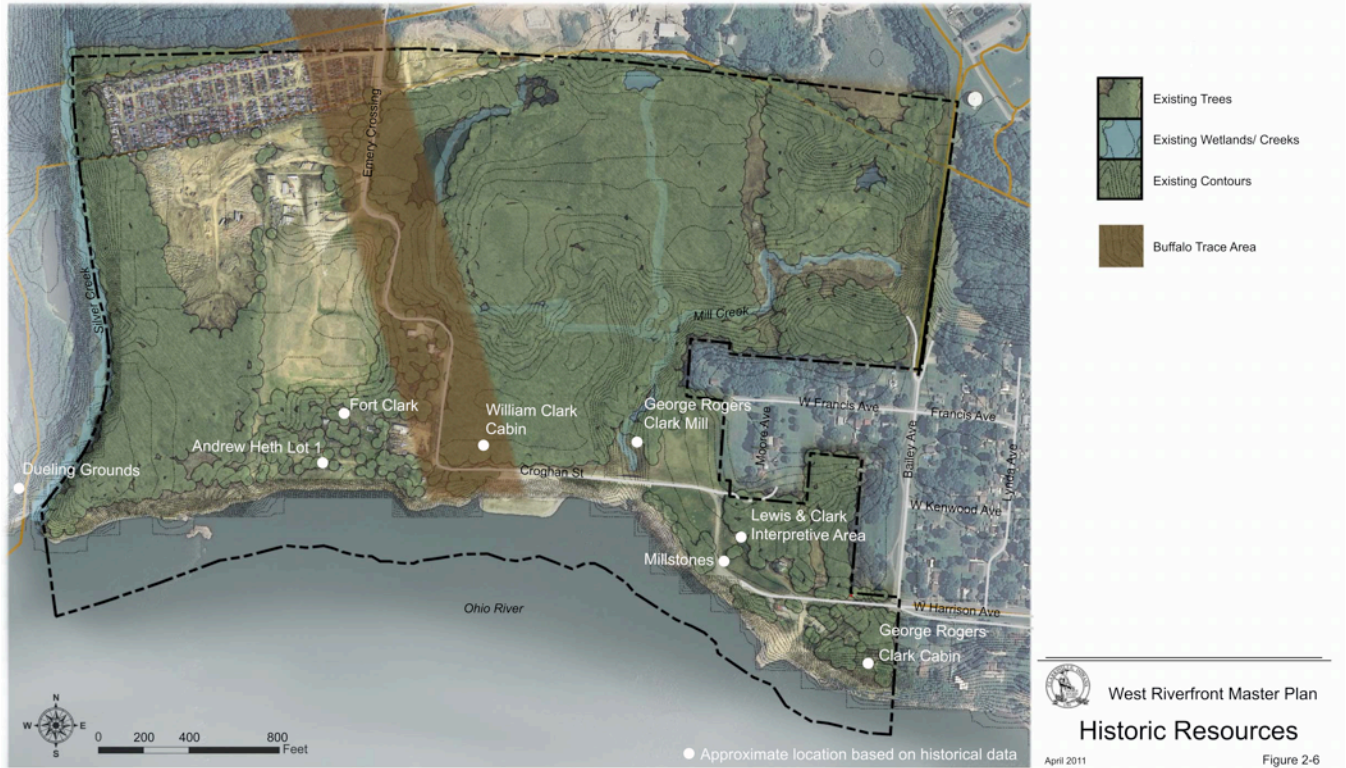 Emery Crossing
Silver Creek
Mill Creek
Fort Clark
William Clark
Cabin
George Rogers
Clark Mill
W Francis Ave
Francis Ave
Moore Ave
Bailey Ave
Lynda Ave
Andrew Heth Lot 1
Dueling Grounds
Croghan St
W Kenwood Ave
Lewis & Clark
Interpretive Area
Millstones
Ohio River
W Harrison Ave
George Rogers
Clark Cabin
N
W
E
S
0 200 400 800
Feet
Approximate location based on historical data
Existing Trees
Existing Wetlands/ Creeks
Existing Contours
Buffalo Trace Area
West Riverfront Master Plan
Historic Resources
April 2011
Figure 2-6